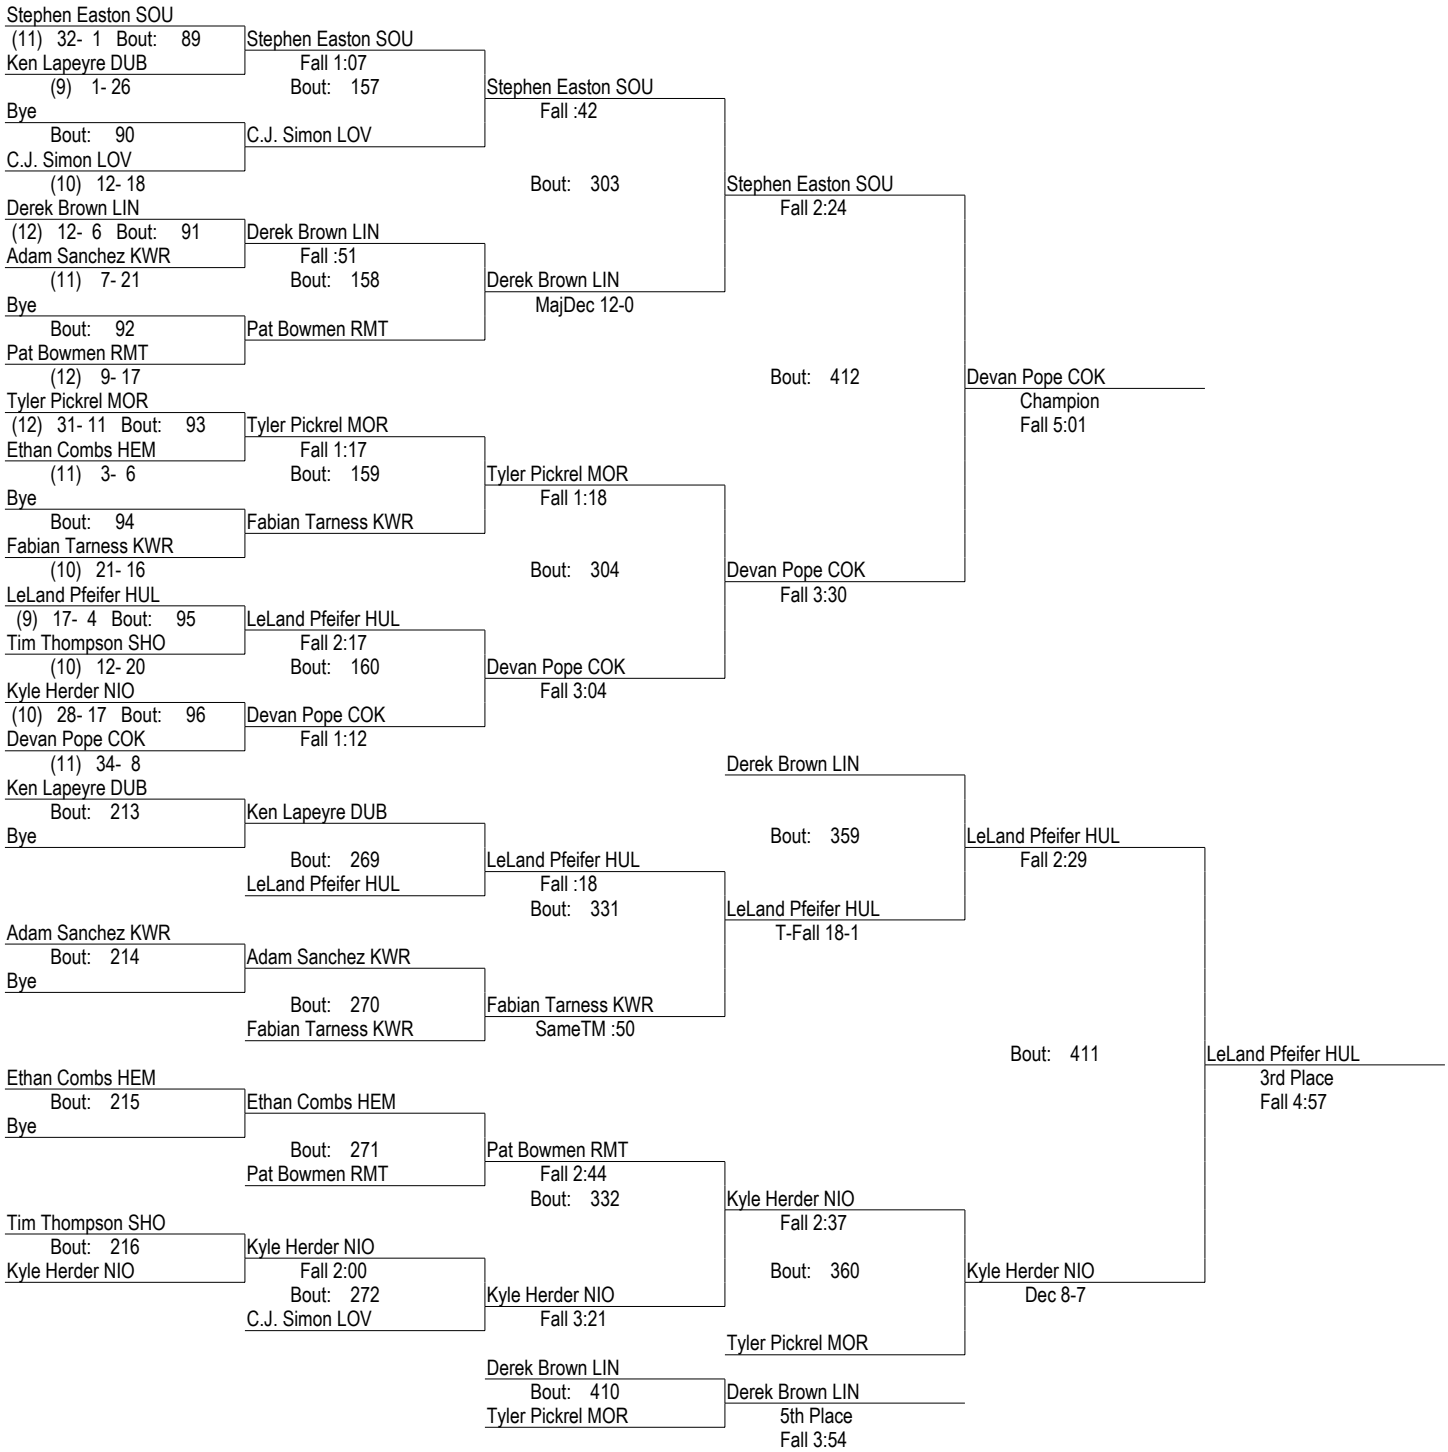 Stephen Easton SOU
(11) 32- 1 Bout: 89
Stephen Easton SOU
Ken Lapeyre DUB
Fall 1:07
(9) 1- 26
Bout: 157
Stephen Easton SOU
Bye
Fall :42
Bout: 90
C.J. Simon LOV
C.J. Simon LOV
(10) 12- 18
Bout: 303
Stephen Easton SOU
Derek Brown LIN
Fall 2:24
(12) 12- 6 Bout: 91
Derek Brown LIN
Adam Sanchez KWR
Fall :51
(11) 7- 21
Bout: 158
Derek Brown LIN
Bye
MajDec 12-0
Bout: 92
Pat Bowmen RMT
Pat Bowmen RMT
(12) 9- 17
Bout: 412
Devan Pope COK
Tyler Pickrel MOR
Champion
(12) 31- 11 Bout: 93
Tyler Pickrel MOR
Fall 5:01
Ethan Combs HEM
Fall 1:17
(11) 3- 6
Bout: 159
Tyler Pickrel MOR
Bye
Fall 1:18
Bout: 94
Fabian Tarness KWR
Fabian Tarness KWR
(10) 21- 16
Bout: 304
Devan Pope COK
LeLand Pfeifer HUL
Fall 3:30
(9) 17- 4 Bout: 95
LeLand Pfeifer HUL
Tim Thompson SHO
Fall 2:17
(10) 12- 20
Bout: 160
Devan Pope COK
Kyle Herder NIO
Fall 3:04
(10) 28- 17 Bout: 96
Devan Pope COK
Devan Pope COK
Fall 1:12
(11) 34- 8
Derek Brown LIN
Ken Lapeyre DUB
Bout: 213
Ken Lapeyre DUB
Bye
Bout: 359
LeLand Pfeifer HUL
Bout: 269
LeLand Pfeifer HUL
Fall 2:29
LeLand Pfeifer HUL
Fall :18
Bout: 331
LeLand Pfeifer HUL
Adam Sanchez KWR
T-Fall 18-1
Bout: 214
Adam Sanchez KWR
Bye
Bout: 270
Fabian Tarness KWR
Fabian Tarness KWR
SameTM :50
Bout: 411
LeLand Pfeifer HUL
Ethan Combs HEM
3rd Place
Bout: 215
Ethan Combs HEM
Fall 4:57
Bye
Bout: 271
Pat Bowmen RMT
Pat Bowmen RMT
Fall 2:44
Bout: 332
Kyle Herder NIO
Tim Thompson SHO
Fall 2:37
Bout: 216
Kyle Herder NIO
Kyle Herder NIO
Fall 2:00
Bout: 360
Kyle Herder NIO
Bout: 272
Kyle Herder NIO
Dec 8-7
C.J. Simon LOV
Fall 3:21
Tyler Pickrel MOR
Derek Brown LIN
Bout: 410
Derek Brown LIN
Tyler Pickrel MOR
5th Place
Fall 3:54